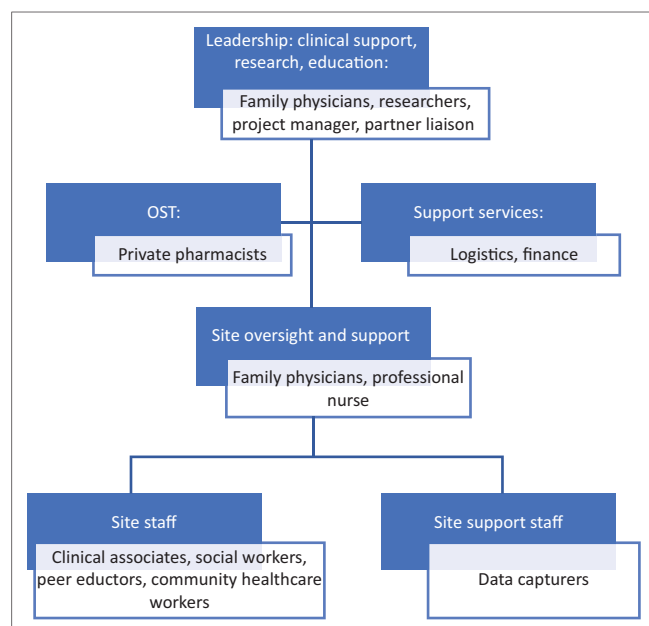 Leadership: clinical support,
research, education:
Family physicians, researchers,
project manager, partner liaison
OST:
Private pharmacists
Support services:
Logistics, finance
Site oversight and support
Family physicians, professional
nurse
Site staff
Clinical associates, social workers,
peer eductors, community healthcare
workers
Site support staff
Data capturers